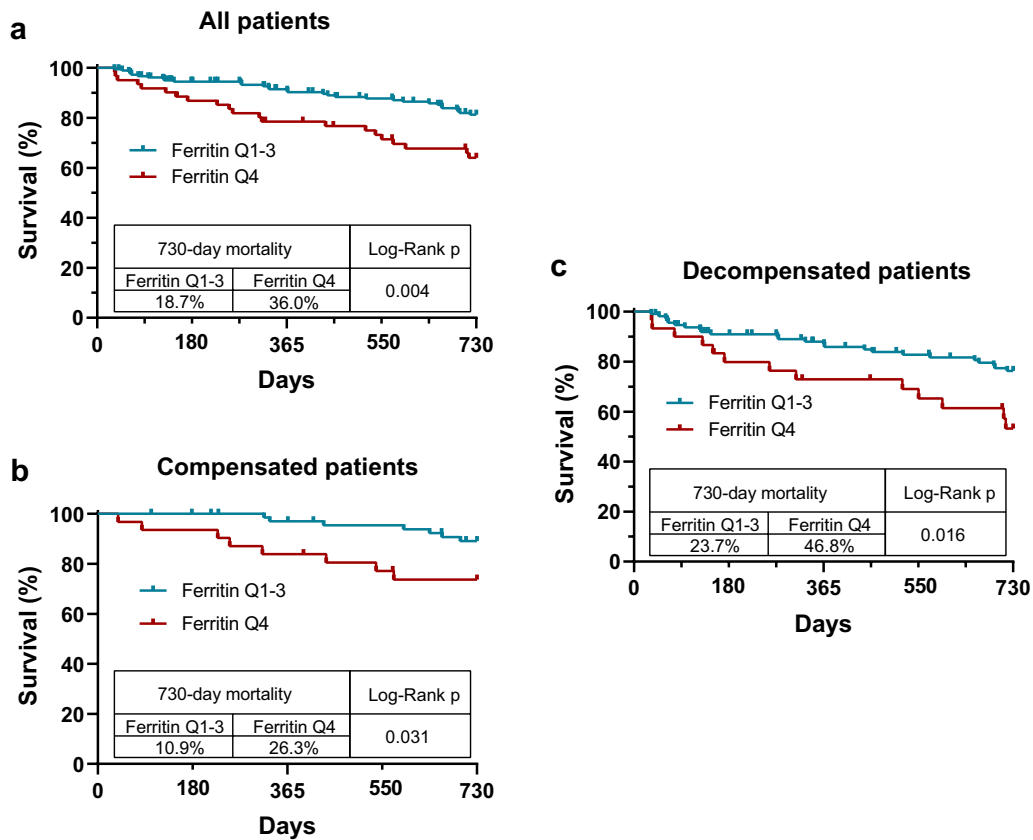 a
All patients
Survival (%)
100
80
60
40
20
0
Ferritin Q1-3
Ferritin Q4
730-day mortality Log-Rank p
Ferritin Q1-3 Ferritin Q4 0.004
18.7% 36.0%
0 180 365 550 730
Days
b
Compensated patients
Survival (%)
100
80
60
40
20
0
Ferritin Q1-3
Ferritin Q4
730-day mortality Log-Rank p
Ferritin Q1-3 Ferritin Q4 0.031
10.9% 26.3%
0 180 365 550 730
Days
c
Decompensated patients
Survival (%)
100
80
60
40
20
0
Ferritin Q1-3
Ferritin Q4
730-day mortality Log-Rank p
Ferritin Q1-3 Ferritin Q4 0.016
23.7% 46.8%
0 180 365 550 730
Days